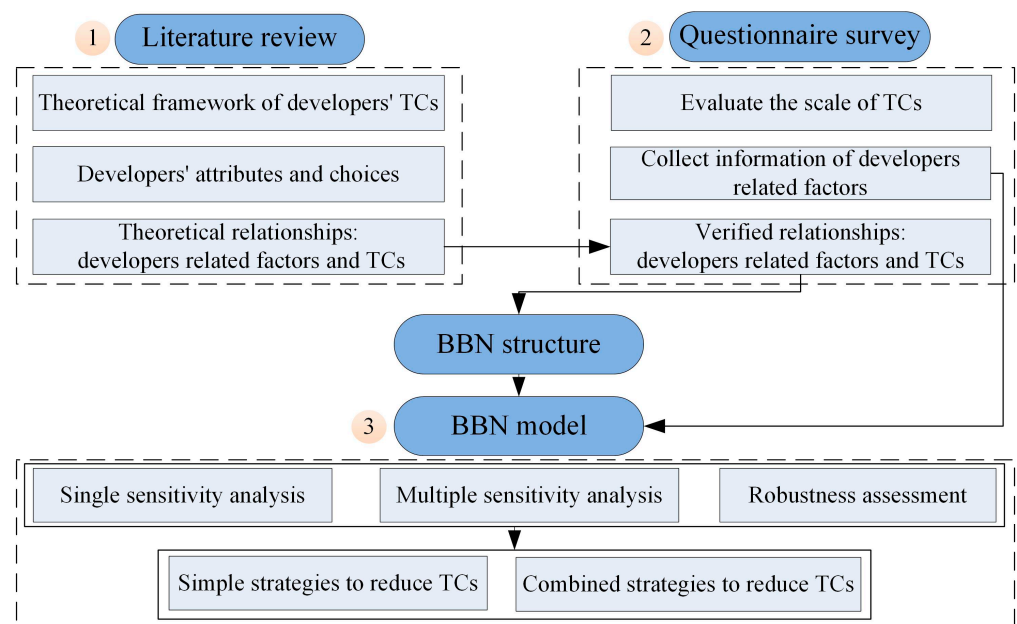 1
Literature review
Theoretical framework of developers' TCs
Developers' attributes and choices
Theoretical relationships:
developers related factors and TCs
2
Questionnaire survey
Evaluate the scale of TCs
Collect information of developers
related factors
Verified relationships:
developers related factors and TCs
BBN structure
3
BBN model
Single sensitivity analysis
Multiple sensitivity analysis
Robustness assessment
Simple strategies to reduce TCs
Combined strategies to reduce TCs